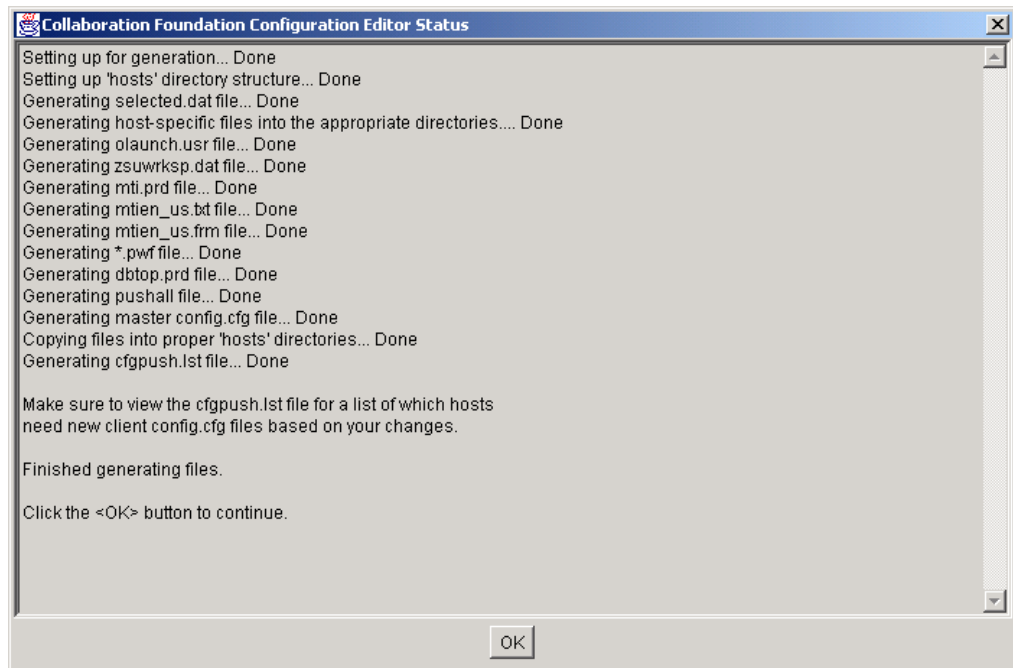 Collaboration Foundation Configuration Editor Status
Setting up for generation... Done
Setting up 'hosts' directory structure... Done
Generating selected.dat file... Done
Generating host-specific files into the appropriate directories.... Done
Generating olaunch.usr file... Done
Generating zsuwrksp.dat file... Done
Generating mti.prd file... Done
Generating mtien_us.txt file... Done
Generating mtien_us.frm file... Done
Generating *.pwf file... Done
Generating dbtop.prd file... Done
Generating pushall file... Done
Generating master config.cfg file... Done
Copying files into proper 'hosts' directories... Done
Generating cfgpush.lst file... Done
Make sure to view the cfgpush.lst file for a list of which hosts
need new client config.cfg files based on your changes.
Finished generating files.
Click the <OK> button to continue.
OK